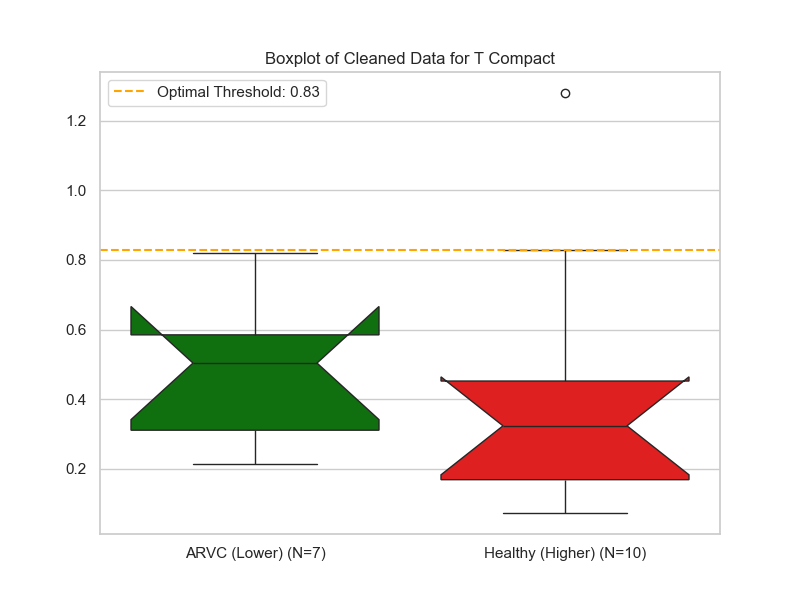 Boxplot of Cleaned Data for T Compact
Optimal Threshold: 0.83
1.2
1.0
0.8
0.6
0.4
0.2
ARVC (Lower) (N=7)
Healthy (Higher) (N=10)